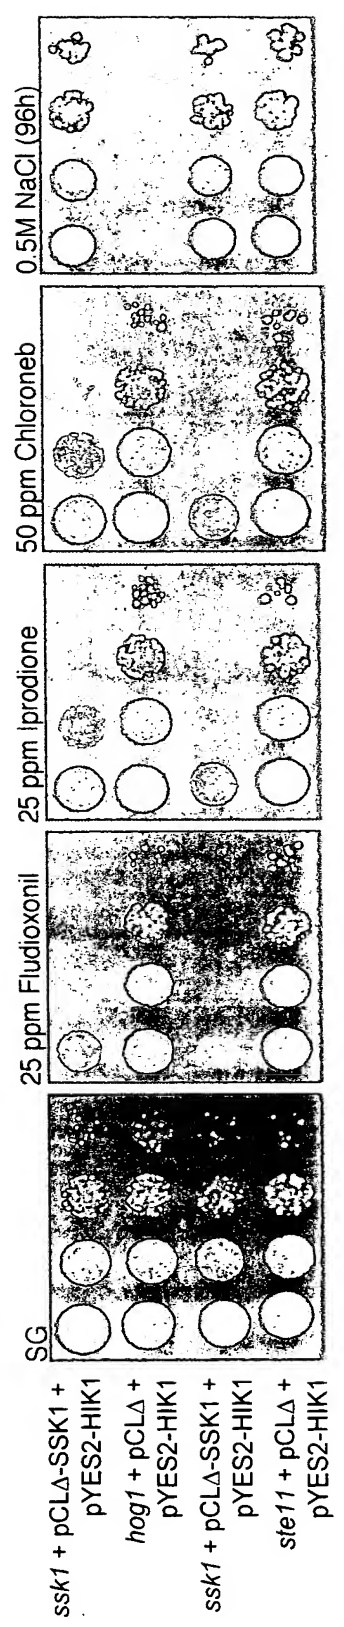 SG
25 ppm Fludioxonil
25 ppm Iprodione
50 ppm Chloroneb
0.5M NaCl (96h)
ssk1 + pCLΔ-SSK1 +
pYES2-HIK1
hog1 + pCLΔ +
pYES2-HIK1
ssk1 + pCLΔ-SSK1 +
pYES2-HIK1
ste11 + pCLΔ +
pYES2-HIK1